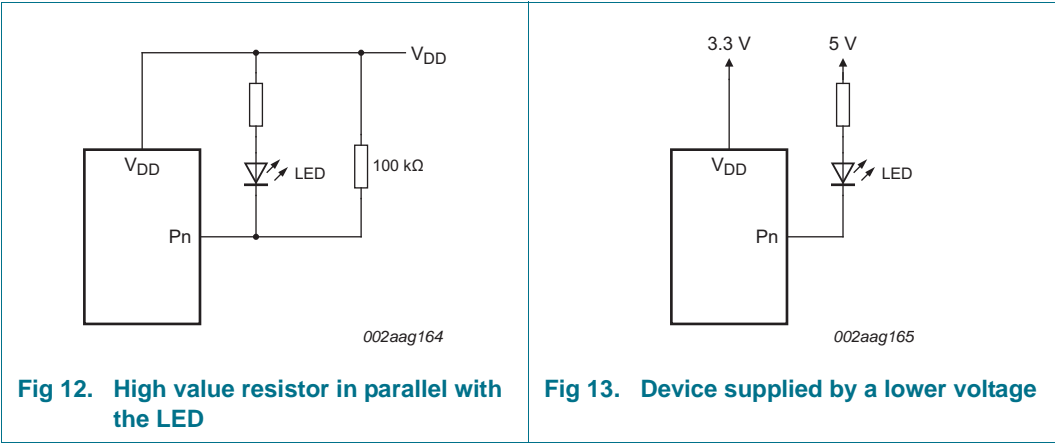 VDD
VDD
LED
100 kΩ
Pn
002aag164
Fig 12. High value resistor in parallel with
the LED
3.3 V
5 V
VDD
LED
Pn
002aag165
Fig 13. Device supplied by a lower voltage